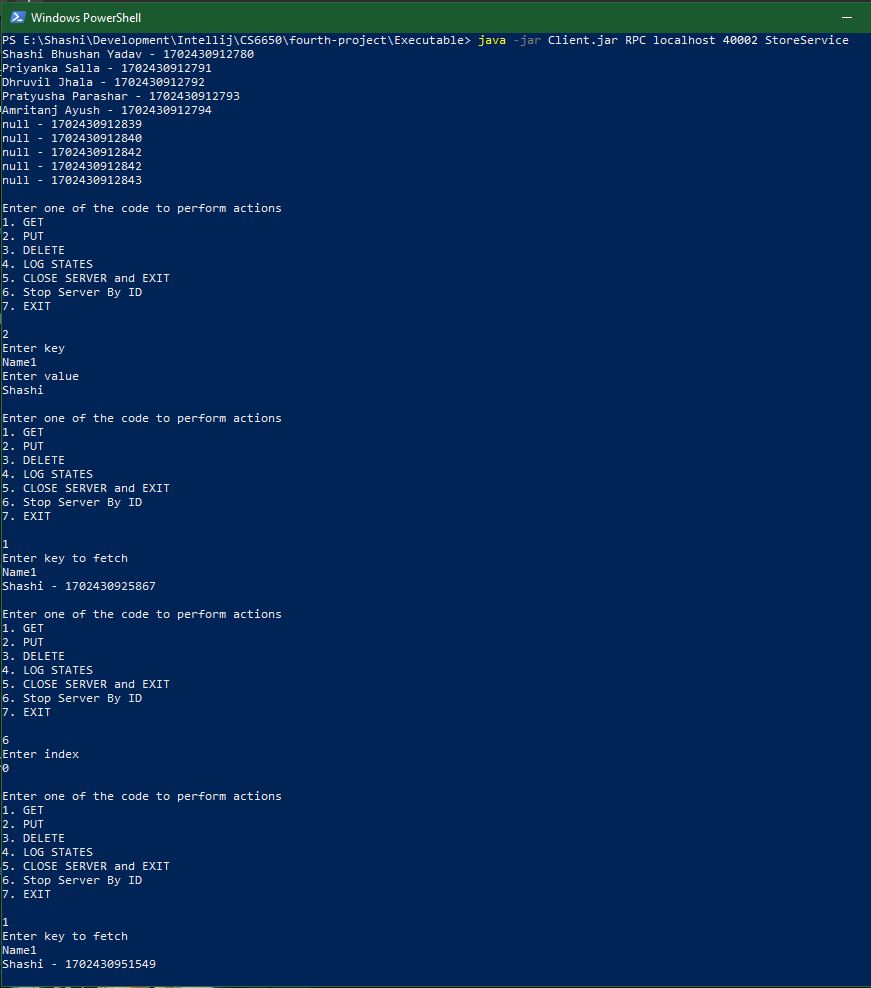 Windows PowerShell
PS E:\Shashi\Development\Intellij\CS6650\fourth-project\Executable> java -jar Client.jar RPC localhost 40002 StoreService
Shashi Bhushan Yadav - 1702430912780
Priyanka Salla - 1702430912791
Dhruvil Jhala - 1702430912792
Pratyusha Parashar - 1702430912793
Amritanj Ayush - 1702430912794
null - 1702430912839
null - 1702430912840
null - 1702430912842
null - 1702430912842
null - 1702430912843
Enter one of the code to perform actions
1. GET
2. PUT
3. DELETE
4. LOG STATES
5. CLOSE SERVER and EXIT
6. Stop Server By ID
7. EXIT
2
Enter key
Name1
Enter value
Shashi
Enter one of the code to perform actions
1. GET
2. PUT
3. DELETE
4. LOG STATES
5. CLOSE SERVER and EXIT
6. Stop Server By ID
7. EXIT
1
Enter key to fetch
Name1
Shashi - 1702430925867
Enter one of the code to perform actions
1. GET
2. PUT
3. DELETE
4. LOG STATES
5. CLOSE SERVER and EXIT
6. Stop Server By ID
7. EXIT
6
Enter index
0
Enter one of the code to perform actions
1. GET
2. PUT
3. DELETE
4. LOG STATES
5. CLOSE SERVER and EXIT
6. Stop Server By ID
7. EXIT
1
Enter key to fetch
Name1
Shashi - 1702430951549